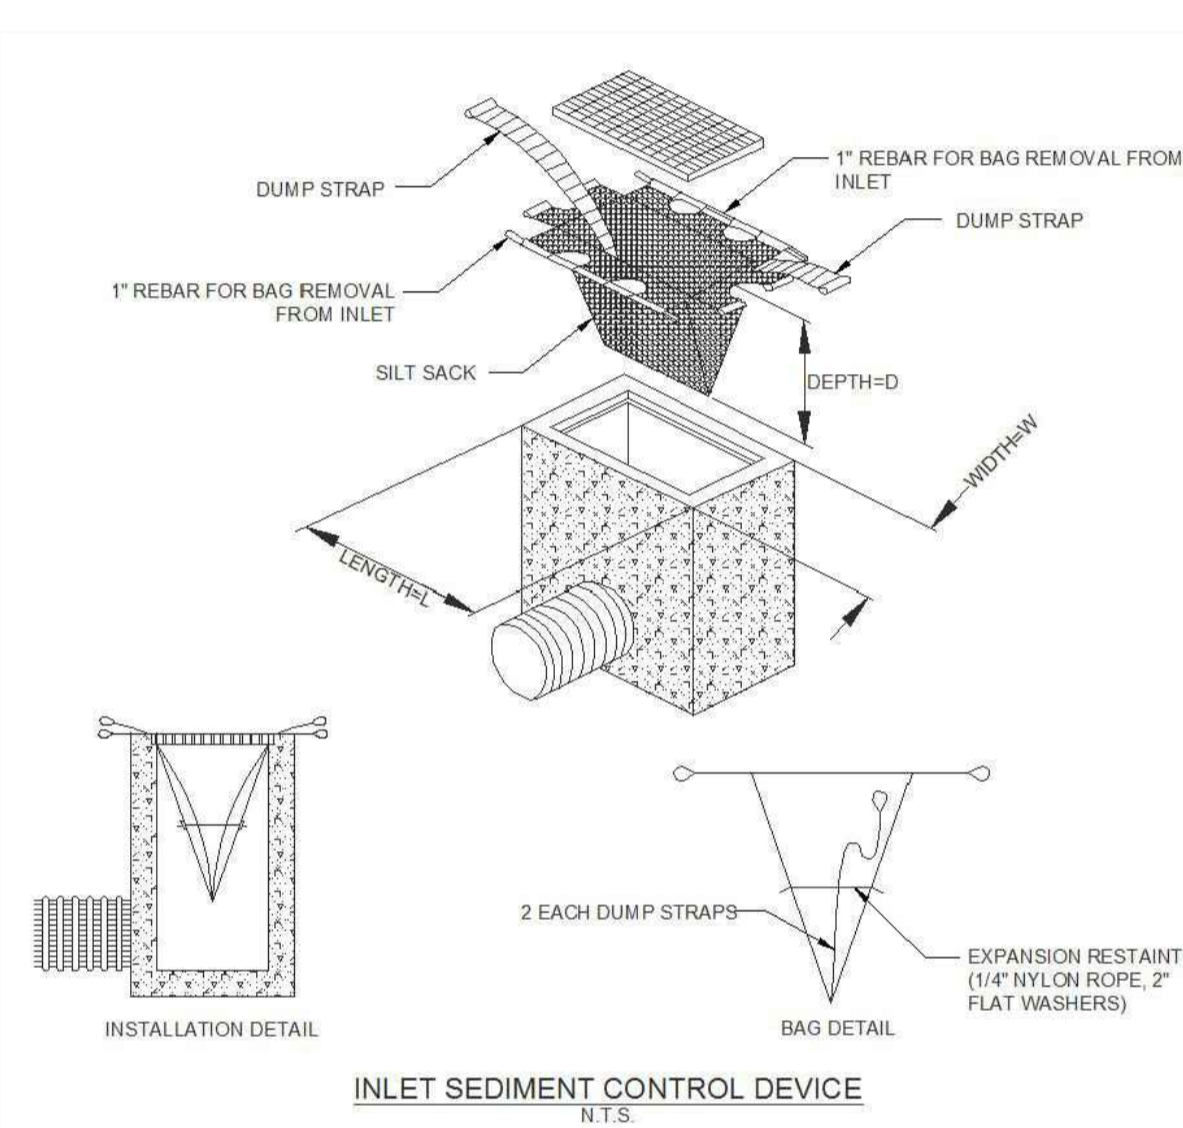 1" REBAR FOR BAG REMOVAL FROM
INLET
DUMP STRAP
DUMP STRAP
1" REBAR FOR BAG REMOVAL
FROM INLET
SILT SACK
DEPTH=D
WIDTH=W
LENGTH=L
2 EACH DUMP STRAPS
EXPANSION RESTAINT
(1/4" NYLON ROPE, 2"
FLAT WASHERS)
INSTALLATION DETAIL
BAG DETAIL
INLET SEDIMENT CONTROL DEVICE
N.T.S.